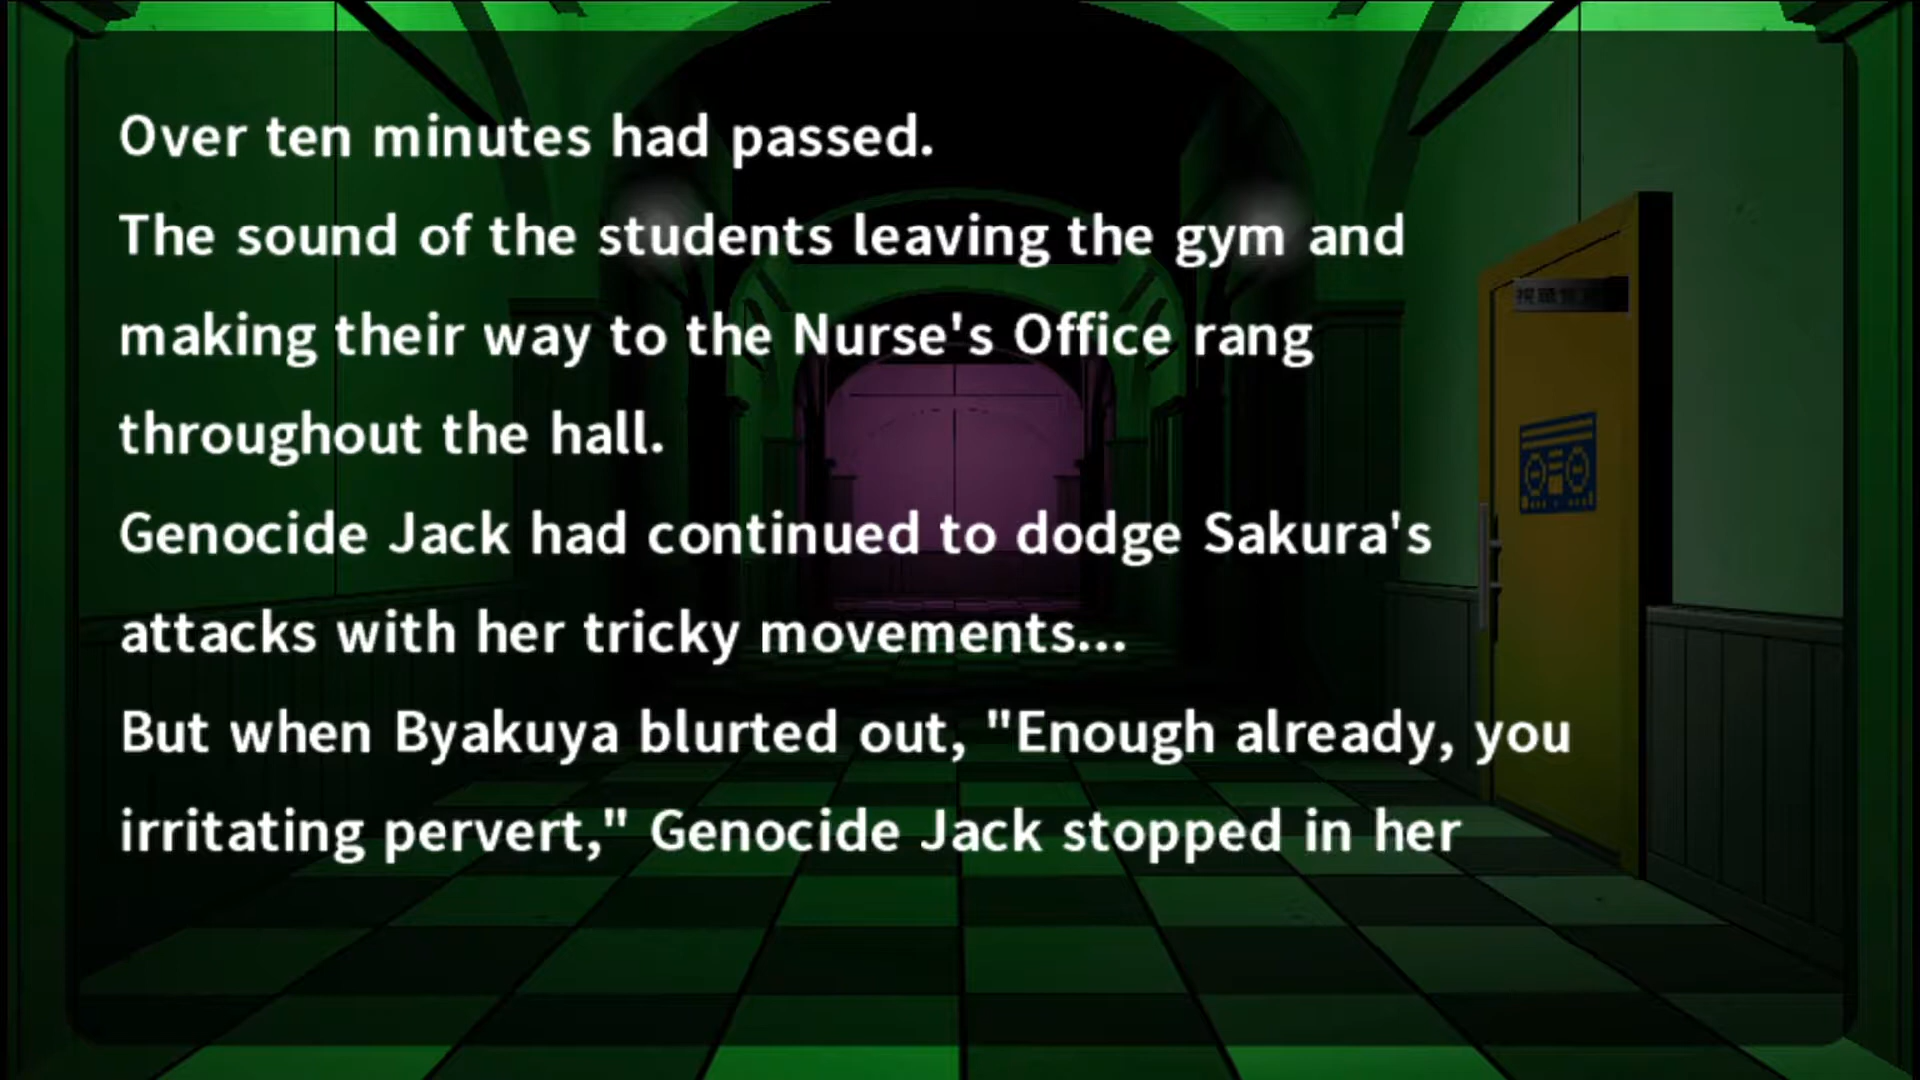 Over ten minutes had passed.
The sound of the students leaving the gym and
making their way to the Nurse's Office rang
throughout the hall.
Genocide Jack had continued to dodge Sakura's
attacks with her tricky movements...
But when Byakuya blurted out, "Enough already, you
irritating pervert," Genocide Jack stopped in her